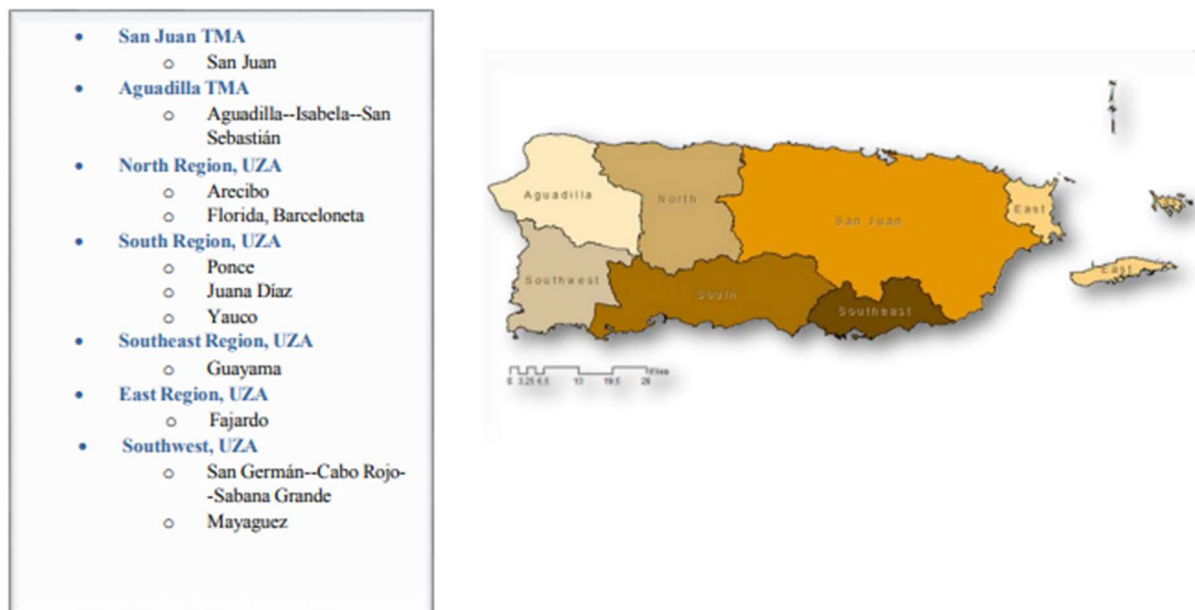 • San Juan TMA
o San Juan
• Aguadilla TMA
o Aguadilla--Isabela--San
Sebastián
• North Region, UZA
o Arecibo
o Florida, Barceloneta
• South Region, UZA
o Ponce
o Juana Díaz
o Yauco
• Southeast Region, UZA
o Guayama
• East Region, UZA
o Fajardo
• Southwest, UZA
o San Germán--Cabo Rojo-
-Sabana Grande
o Mayaguez
Aguadilla
North
San Juan
East
Southwest
South
Southeast
East
0 3.25 6.5 13 19.5 26 Miles